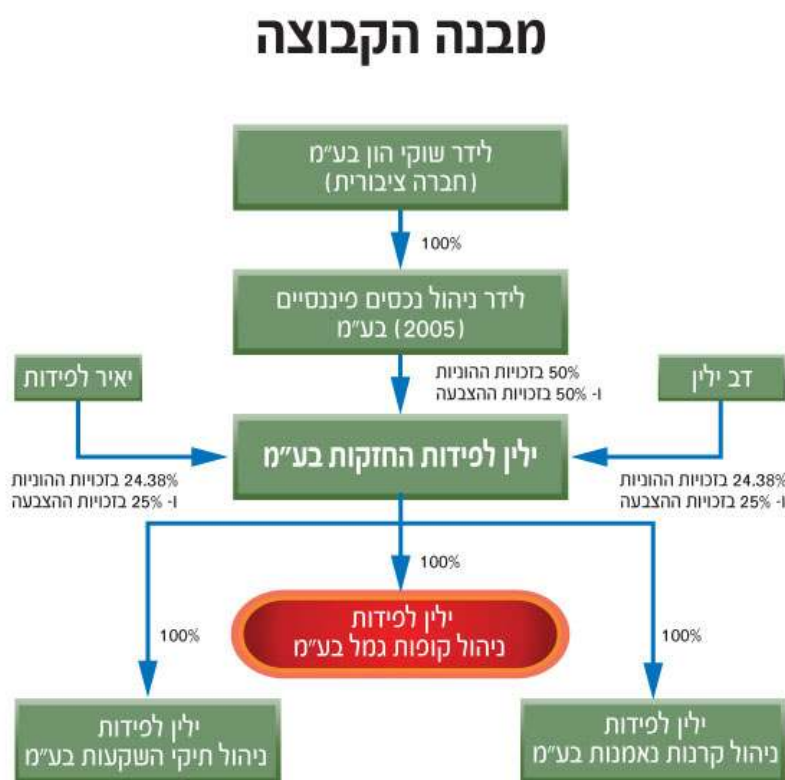 מבנה הקבוצה
לידר שוקי הון בע״מ
(חברה ציבורית)
100%
לידר ניהול נכסים פיננסיים
(2005) בע״מ
50% בזכויות ההוניות
ו- 50% בזכויות ההצבעה
דב ילין
יאיר לפידות
ילין לפידות החזקות בע״מ
24.38% בזכויות ההוניות
ו- 25% בזכויות ההצבעה
24.38% בזכויות ההוניות
ו- 25% בזכויות ההצבעה
100%
ילין לפידות
ניהול קופות גמל בע״מ
100%
100%
ילין לפידות
ניהול קרנות נאמנות בע״מ
ילין לפידות
ניהול תיקי השקעות בע״מ